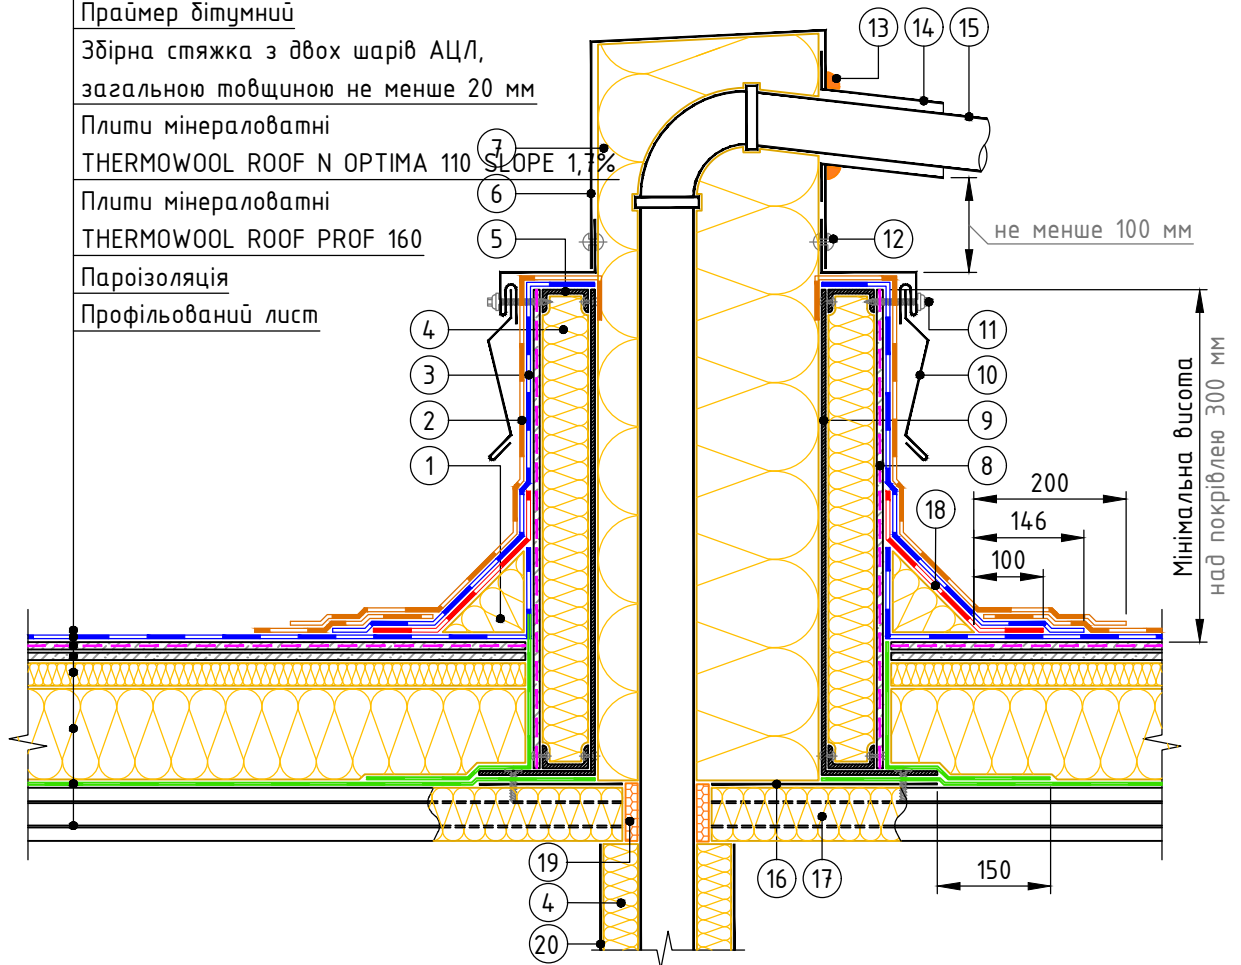 Праймер бітумний
Збірна стяжка з двох шарів АЦЛ,
загальною товщиною не менше 20 мм
Плити мінераловатні
THERMOWOOL ROOF N OPTIMA 110 SLOPE 1,7%
Плити мінераловатні
THERMOWOOL ROOF PROF 160
Пароізоляція
Профільований лист
13
14
15
7
6
5
12
не менше 100 мм
4
11
3
10
2
9
1
8
18
200
146
100
Мінімальна висота
над покрівлею 300 мм
19
16
17
150
4
20